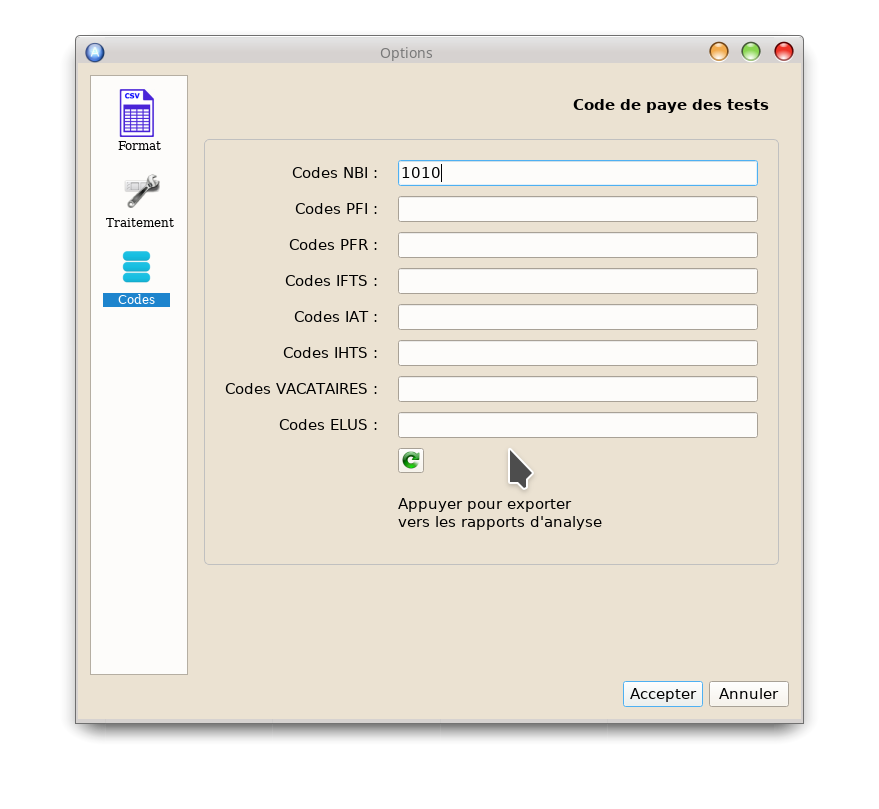 Options
CSV
Format
Traitement
Codes
Code de paye des tests
Codes NBI : 1010
Codes PFI :
Codes PFR :
Codes IFTS :
Codes IAT :
Codes IHTS :
Codes VACATAIRES :
Codes ELUS :
Appuyer pour exporter
vers les rapports d'analyse
Accepter Annuler